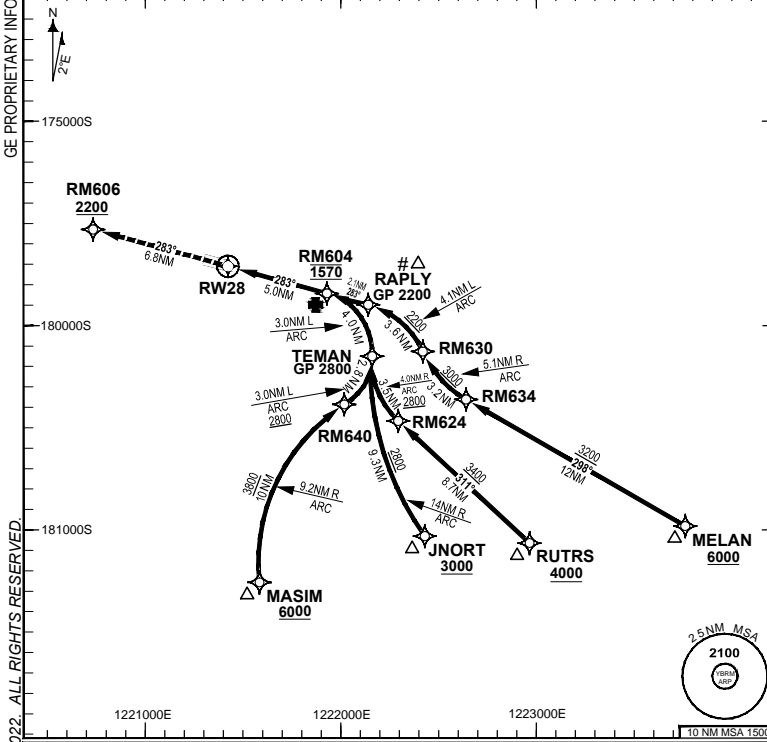 GE PROPRIETARY INFO
022. ALL RIGHTS RESERVED.
N
2°E
175000S
RM606
2200
283°
6.8NM
RW28
283°
5.0NM
RM604
1570
2.1NM
283°
# RAPLY
GP 2200
4.1NM L
ARC
2200
3.6NM
180000S
3.0NM L
ARC
4.0NM
TEMAN
GP 2800
RM630
5.1NM R
ARC
3000
3.2NM
RM634
2.8NM
3.0NM L
ARC
2800
4.0NM R
ARC
2800
3.5NM
RM640
RM624
3200
298°
12NM
2800
9.3NM
3400
311°
8.7NM
3800
10NM
9.2NM R
ARC
14NM R
ARC
181000S
JNORT
3000
RUTRS
4000
MELAN
6000
MASIM
6000
25NM MSA
2100
YBRM
ARP
1221000E
1222000E
1223000E
10 NM MSA 1500